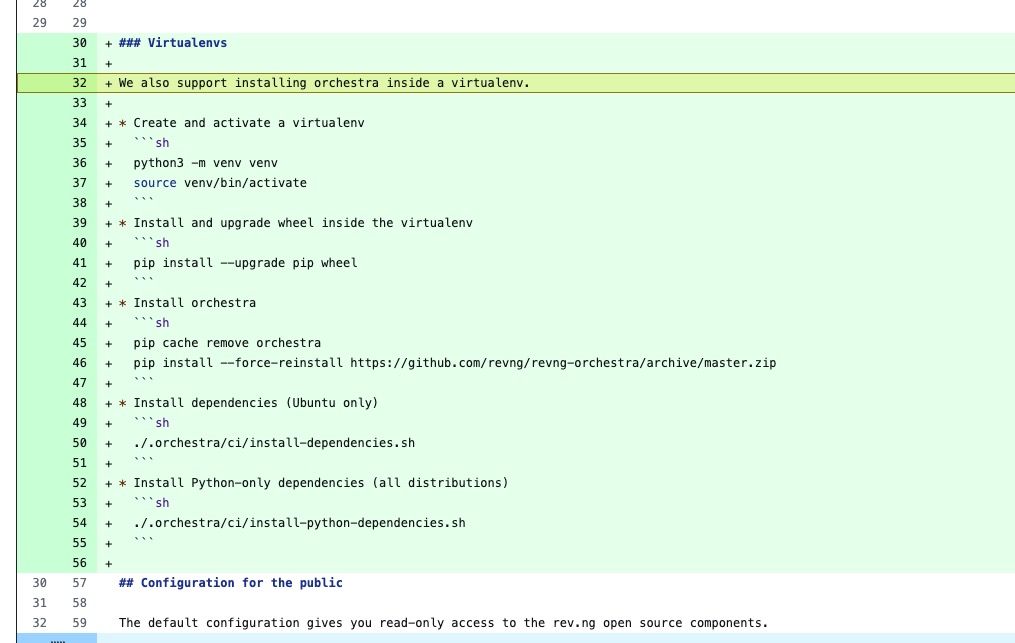 28 28
29 29
30 + ### Virtualenvs
31 +
32 + We also support installing orchestra inside a virtualenv.
33 +
34 + * Create and activate a virtualenv
35 + ```sh
36 + python3 -m venv venv
37 + source venv/bin/activate
38 + ```
39 + * Install and upgrade wheel inside the virtualenv
40 + ```sh
41 + pip install --upgrade pip wheel
42 + ```
43 + * Install orchestra
44 + ```sh
45 + pip cache remove orchestra
46 + pip install --force-reinstall https://github.com/revng/revng-orchestra/archive/master.zip
47 + ```
48 + * Install dependencies (Ubuntu only)
49 + ```sh
50 + ./.orchestra/ci/install-dependencies.sh
51 + ```
52 + * Install Python-only dependencies (all distributions)
53 + ```sh
54 + ./.orchestra/ci/install-python-dependencies.sh
55 + ```
56 +
30 57 ## Configuration for the public
31 58
32 59 The default configuration gives you read-only access to the rev.ng open source components.